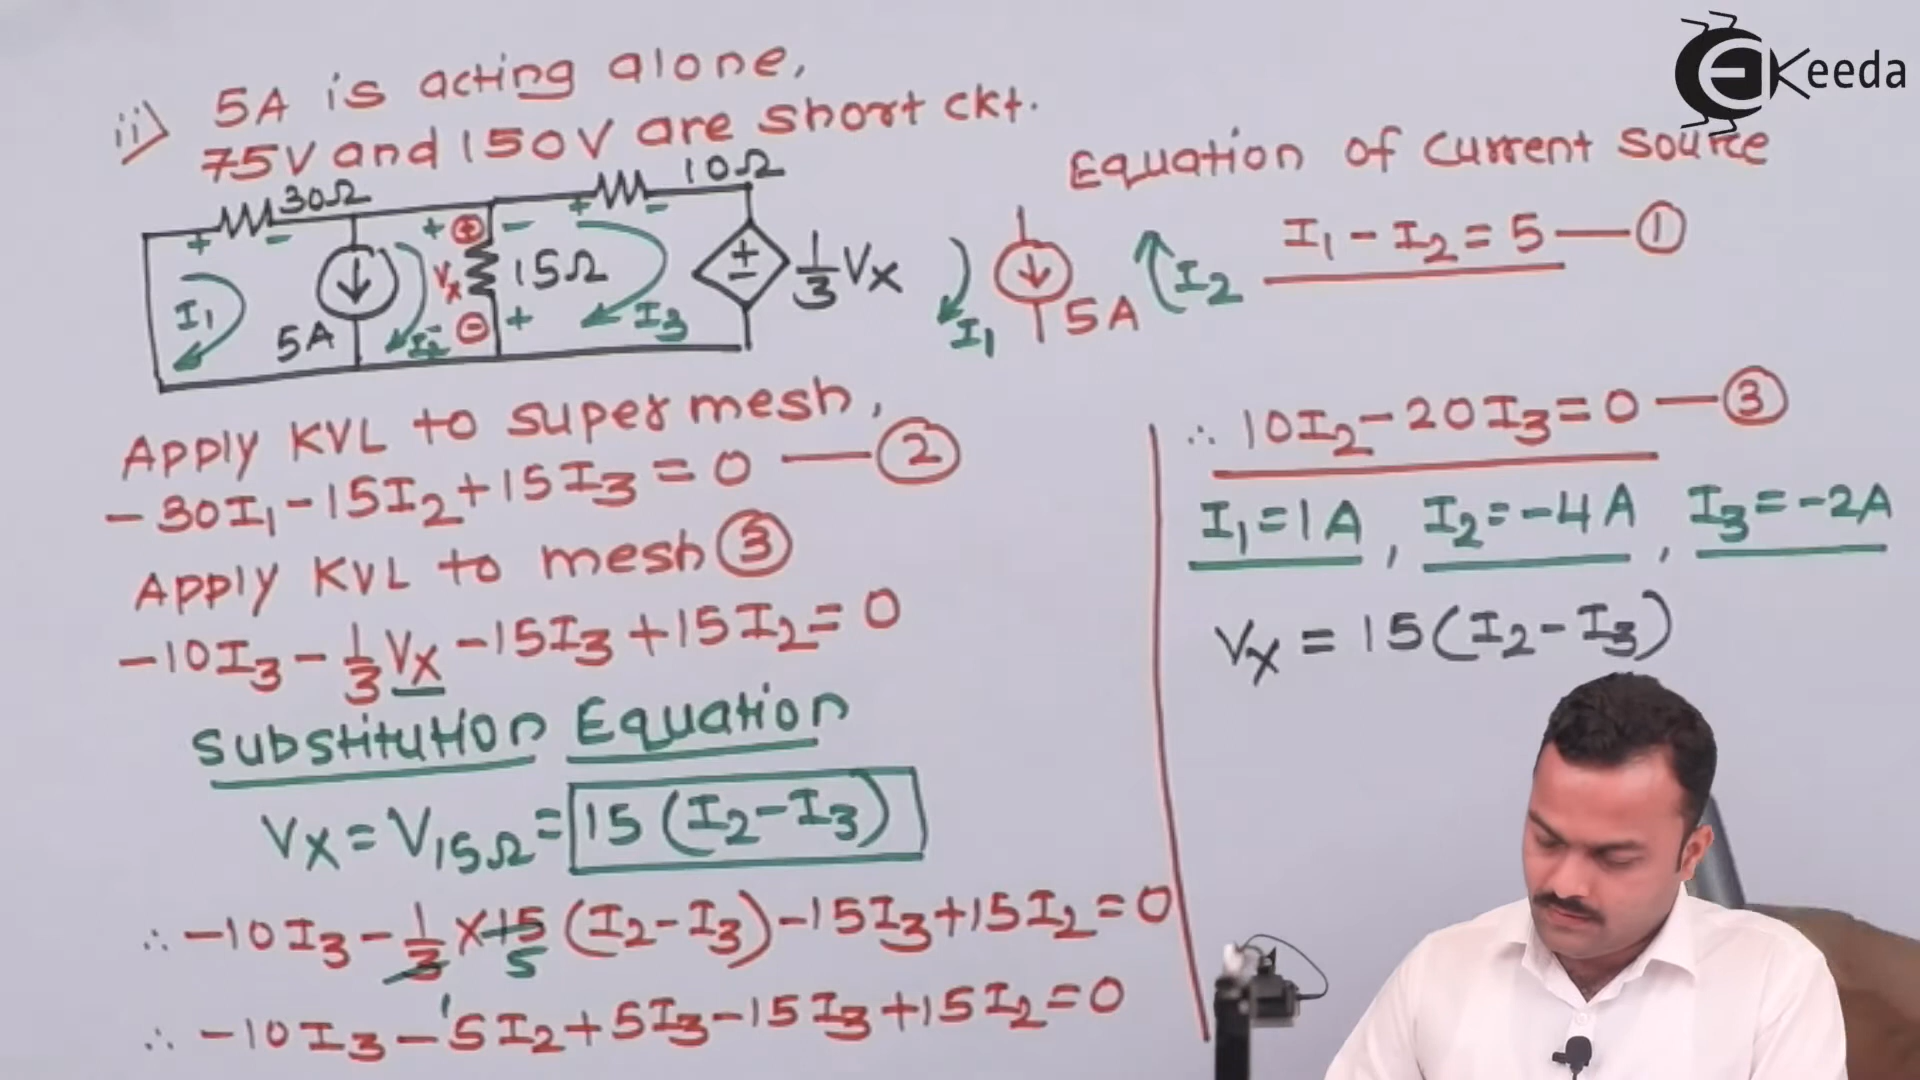 EKeeda
ii) 5A is acting alone,
75V and 150V are short ckt.
30Ω
10Ω
+ - + - + -
Vx 15Ω
+ -
1/3 Vx
I1
5A
I2
- +
I3
Apply KVL to super mesh,
-30I1 - 15I2 + 15I3 = 0 — ②
Apply KVL to mesh ③
-10I3 - 1/3 Vx - 15I3 + 15I2 = 0
Substitution Equation
Vx = V15Ω = 15 (I2 - I3)
∴ -10I3 - 1/3 × 15 (I2 - I3) - 15I3 + 15I2 = 0
5
∴ -10I3 - 5I2 + 5I3 - 15I3 + 15I2 = 0
Equation of Current Source
I1 - I2 = 5 — ①
I1
5A
I2
∴ 10I2 - 20I3 = 0 — ③
I1 = 1A, I2 = -4A, I3 = -2A
Vx = 15(I2 - I3)